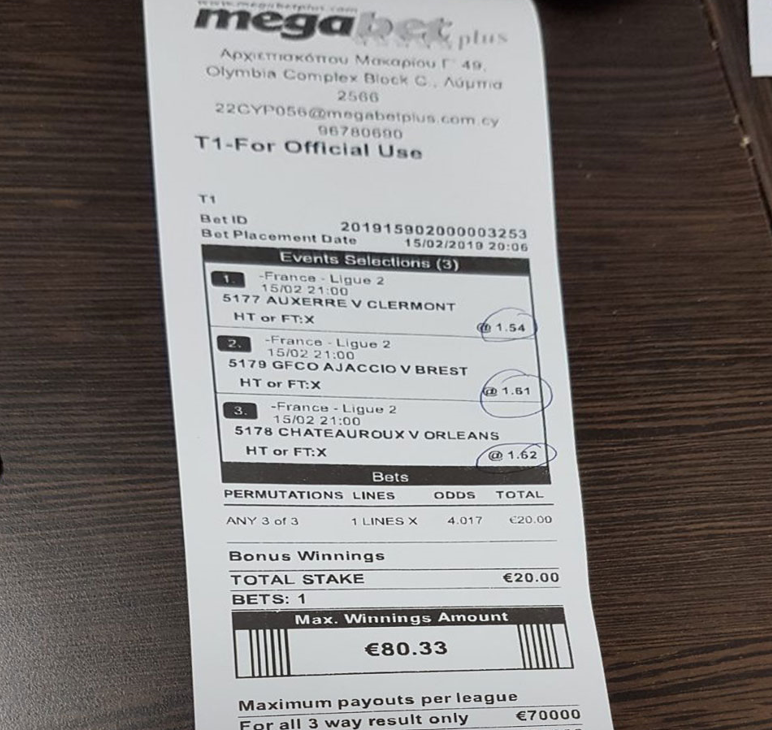 www.megabetplus.com
megabet plus
Αρχιεπισκόπου Μακαρίου Γ' 49,
Olymbia Complex Block C., Λύμπια
2566
22CYP056@megabetplus.com.cy
96780690
T1-For Official Use
T1
Bet ID 201915902000003253
Bet Placement Date 15/02/2019 20:06
Events Selections (3)
1. -France - Ligue 2
15/02 21:00
5177 AUXERRE V CLERMONT
HT or FT:X @ 1.54
2. -France - Ligue 2
15/02 21:00
5179 GFCO AJACCIO V BREST
HT or FT:X @ 1.61
3. -France - Ligue 2
15/02 21:00
5178 CHATEAUROUX V ORLEANS
HT or FT:X @ 1.62
Bets
PERMUTATIONS LINES ODDS TOTAL
ANY 3 of 3 1 LINES X 4.017 €20.00
Bonus Winnings
TOTAL STAKE €20.00
BETS: 1
Max. Winnings Amount
€80.33
Maximum payouts per league
For all 3 way result only €70000